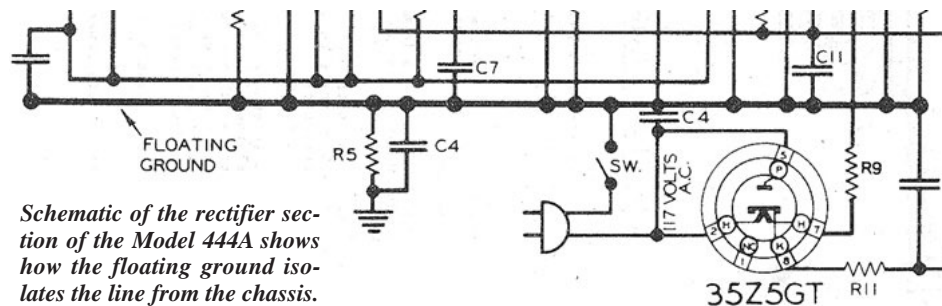 C7
C11
FLOATING
GROUND
R5
C4
SW.
C4
117 VOLTS
A.C.
5
P
R9
2
H
H
7
NC
K
1
8
35Z5GT
R11
Schematic of the rectifier sec-
tion of the Model 444A shows
how the floating ground iso-
lates the line from the chassis.